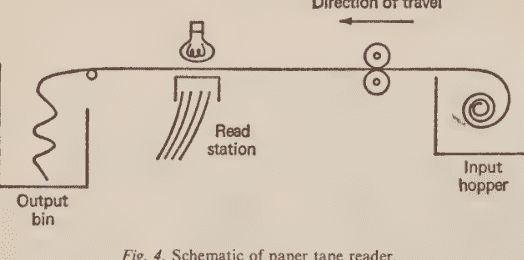 Direction of travel
Read
station
Input
hopper
Output
bin
Fig. 4. Schematic of paper tape reader.